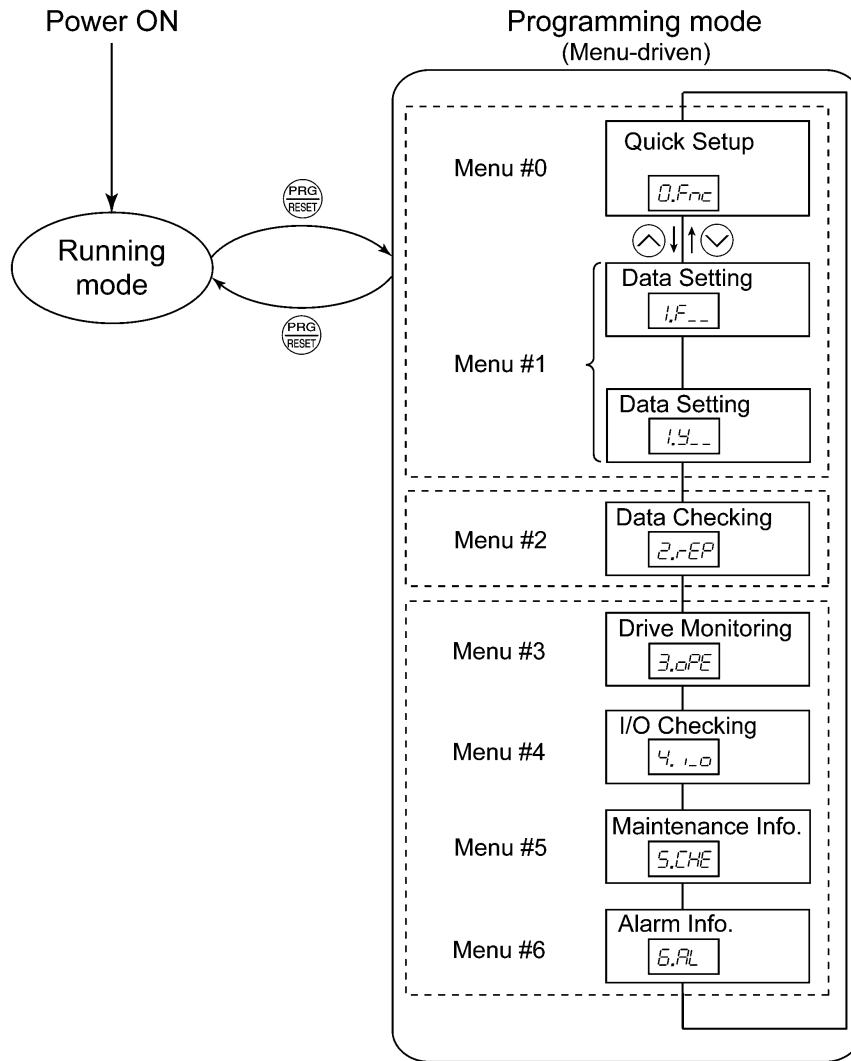 Power ON
Programming mode
(Menu-driven)
Menu #0
Quick Setup
0.Fnc
PRG
RESET
Running
mode
PRG
RESET
Data Setting
1.F__
Menu #1
Data Setting
1.y__
Menu #2
Data Checking
2.rEP
Menu #3
Drive Monitoring
3.oPE
Menu #4
I/O Checking
4.i_o
Menu #5
Maintenance Info.
5.CHE
Menu #6
Alarm Info.
6.AL